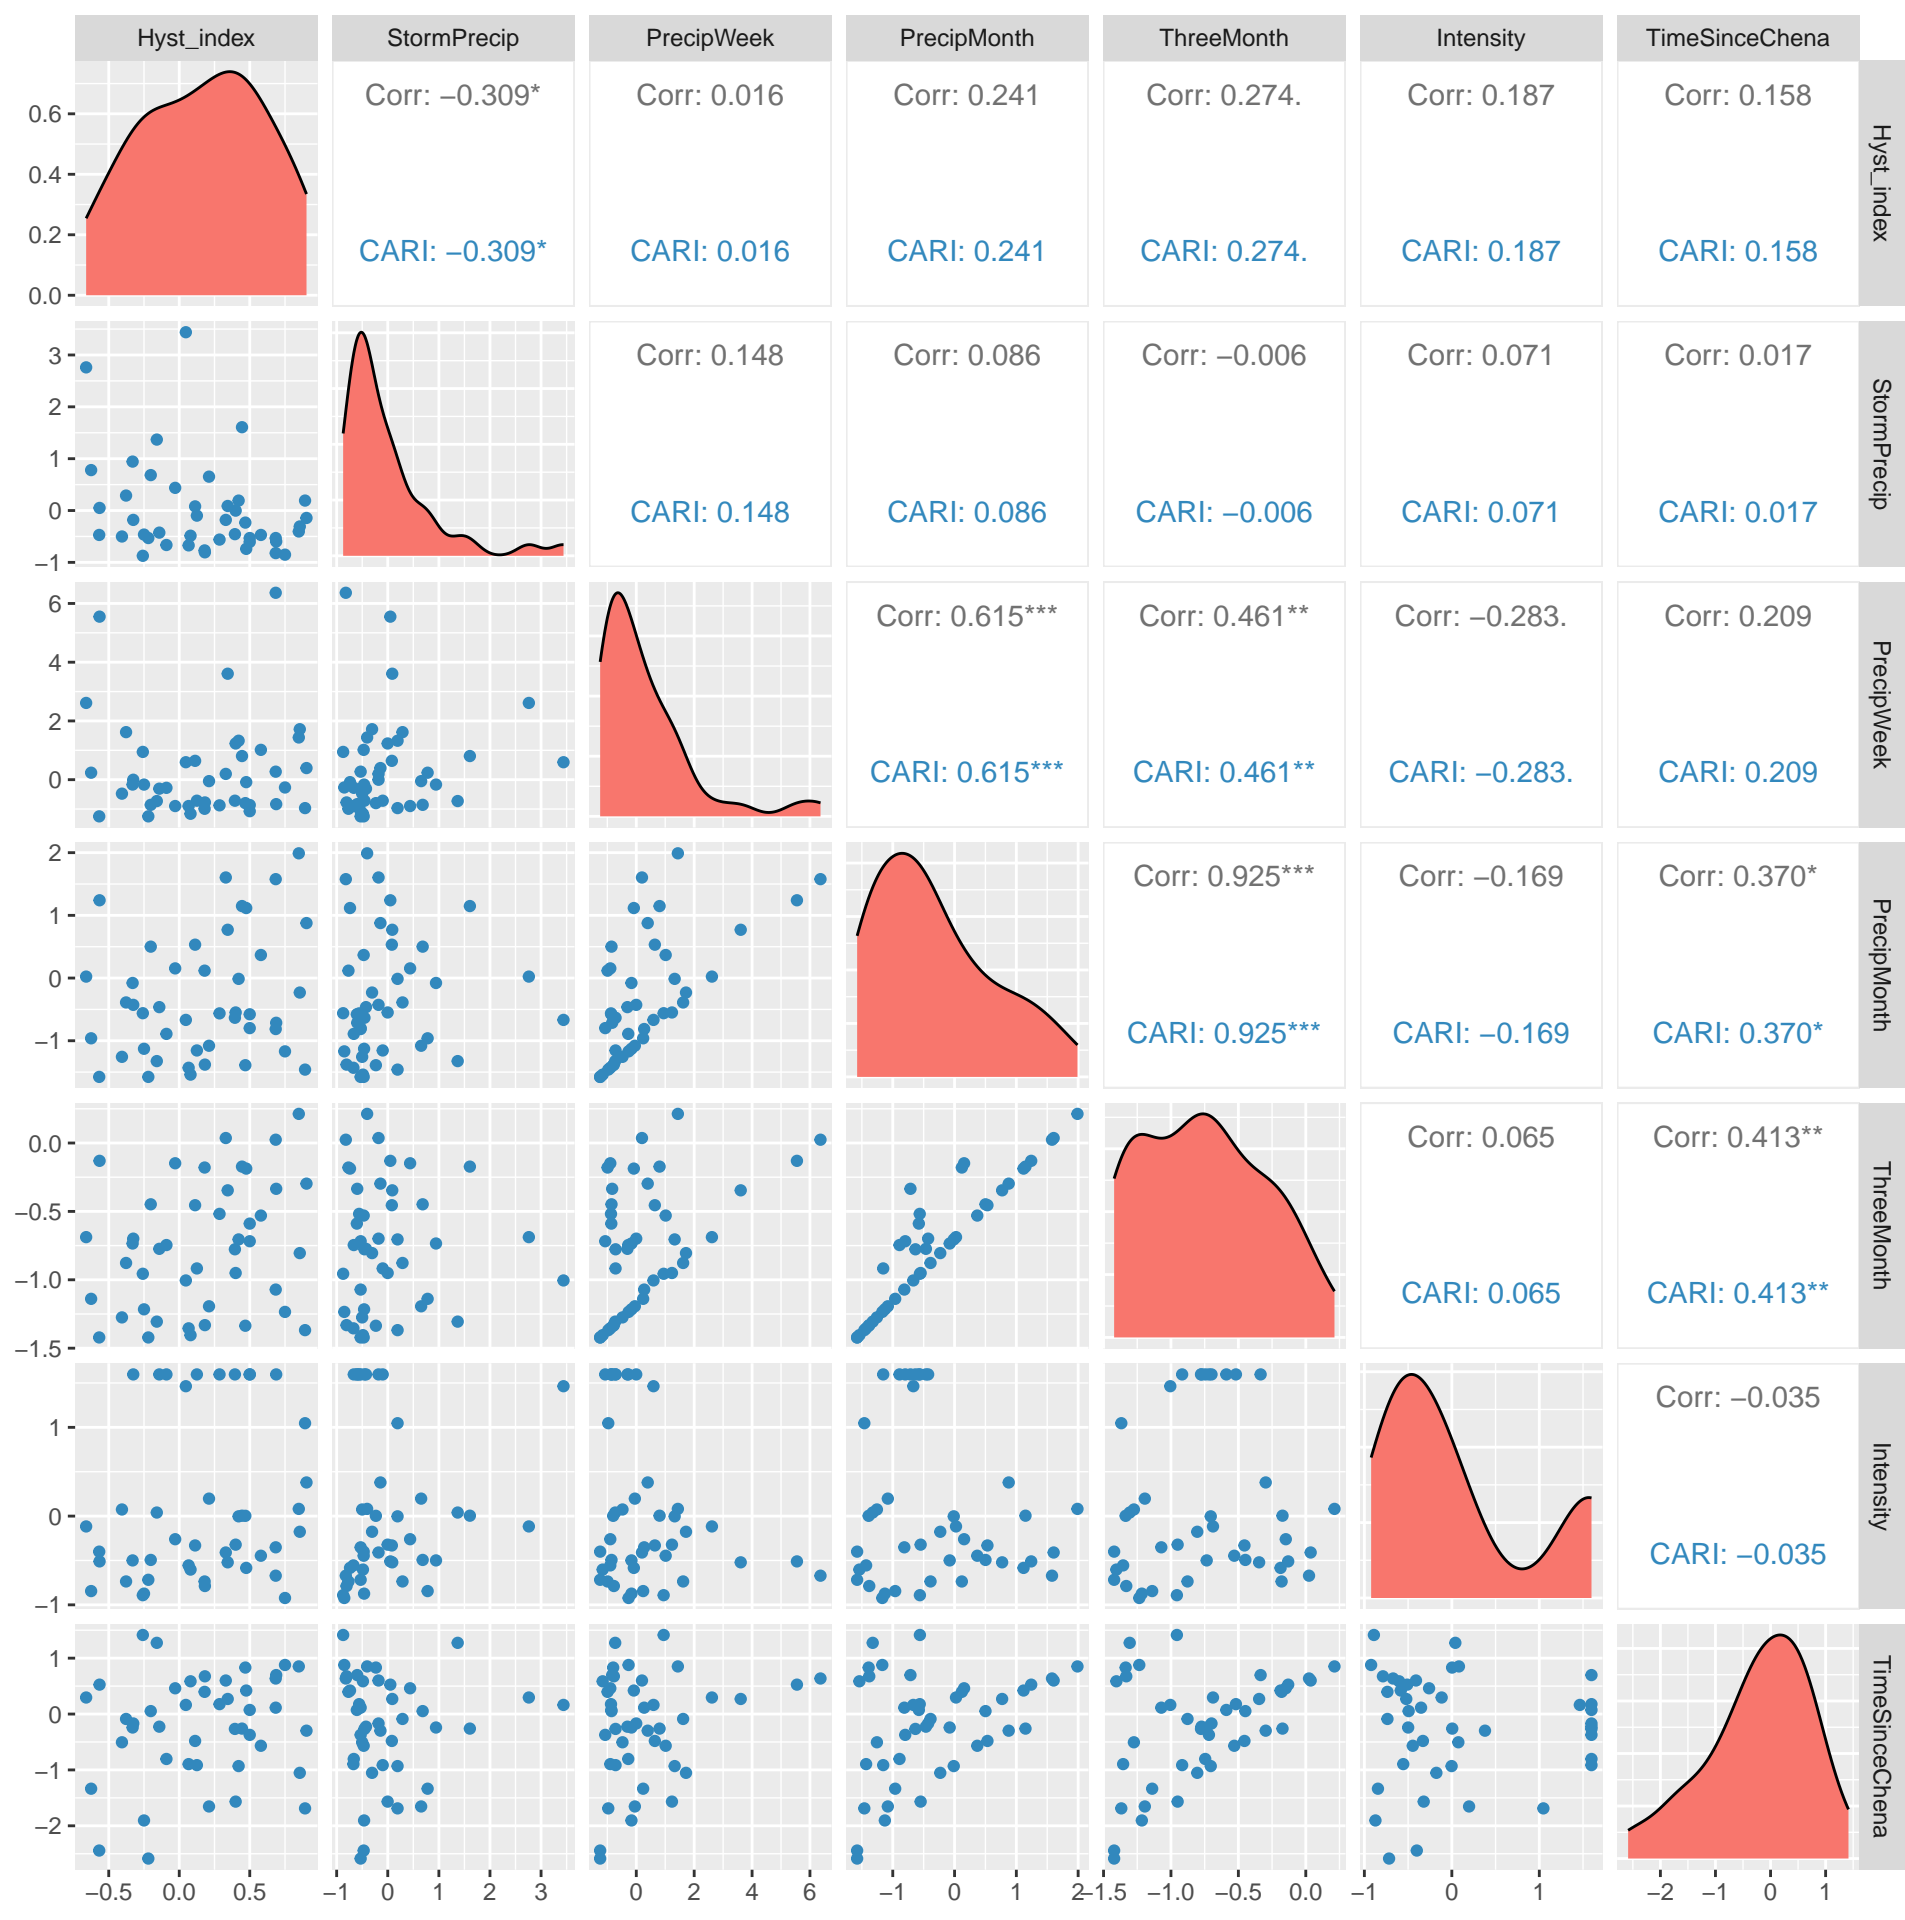 Hyst_index StormPrecip PrecipWeek PrecipMonth ThreeMonth Intensity TimeSinceChena
Corr: −0.309* Corr: 0.016 Corr: 0.241 Corr: 0.274. Corr: 0.187 Corr: 0.158
0.6
0.4
Hyst_index
CARI: −0.309* CARI: 0.016 CARI: 0.241 CARI: 0.274. CARI: 0.187 CARI: 0.158
0.2
0.0
Corr: 0.148 Corr: 0.086 Corr: −0.006 Corr: 0.071 Corr: 0.017
3
2
StormPrecip
1
CARI: 0.148 CARI: 0.086 CARI: −0.006 CARI: 0.071 CARI: 0.017
0
−1
6
Corr: 0.615*** Corr: 0.461** Corr: −0.283. Corr: 0.209
4
PrecipWeek
2
CARI: 0.615*** CARI: 0.461** CARI: −0.283. CARI: 0.209
0
2
Corr: 0.925*** Corr: −0.169 Corr: 0.370*
1
PrecipMonth
0
CARI: 0.925*** CARI: −0.169 CARI: 0.370*
−1
Corr: 0.065 Corr: 0.413**
0.0
−0.5
ThreeMonth
−1.0
CARI: 0.065 CARI: 0.413**
−1.5
Corr: −0.035
1
Intensity
0
CARI: −0.035
−1
1
0
TimeSinceChena
−1
−2
−0.5 0.0 0.5 −1 0 1 2 3 0 2 4 6 −1 0 1 2 −1.5 −1.0 −0.5 0.0 −1 0 1 −2 −1 0 1